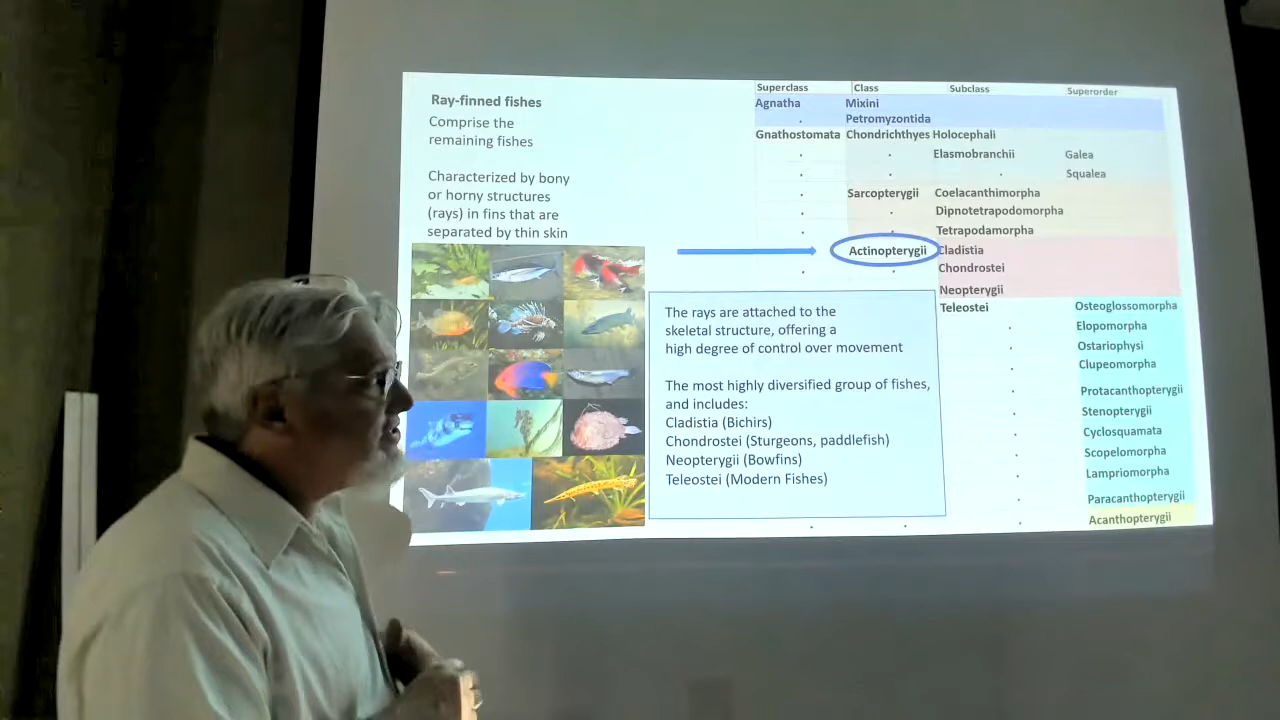 Ray-finned fishes
Comprise the
remaining fishes
Characterized by bony
or horny structures
(rays) in fins that are
separated by thin skin
Superclass Class Subclass Superorder
Agnatha Mixini
Petromyzontida
Gnathostomata Chondrichthyes Holocephali
Elasmobranchii Galea
Squalea
Sarcopterygii Coelacanthimorpha
Dipnotetrapodomorpha
Tetrapodamorpha
Actinopterygii Cladistia
Chondrostei
Neopterygii
Teleostei Osteoglossomorpha
Elopomorpha
Ostariophysi
Clupeomorpha
Protacanthopterygii
Stenopterygii
Cyclosquamata
Scopelomorpha
Lampriomorpha
Paracanthopterygii
Acanthopterygii
The rays are attached to the
skeletal structure, offering a
high degree of control over movement
The most highly diversified group of fishes,
and includes:
Cladistia (Bichirs)
Chondrostei (Sturgeons, paddlefish)
Neopterygii (Bowfins)
Teleostei (Modern Fishes)